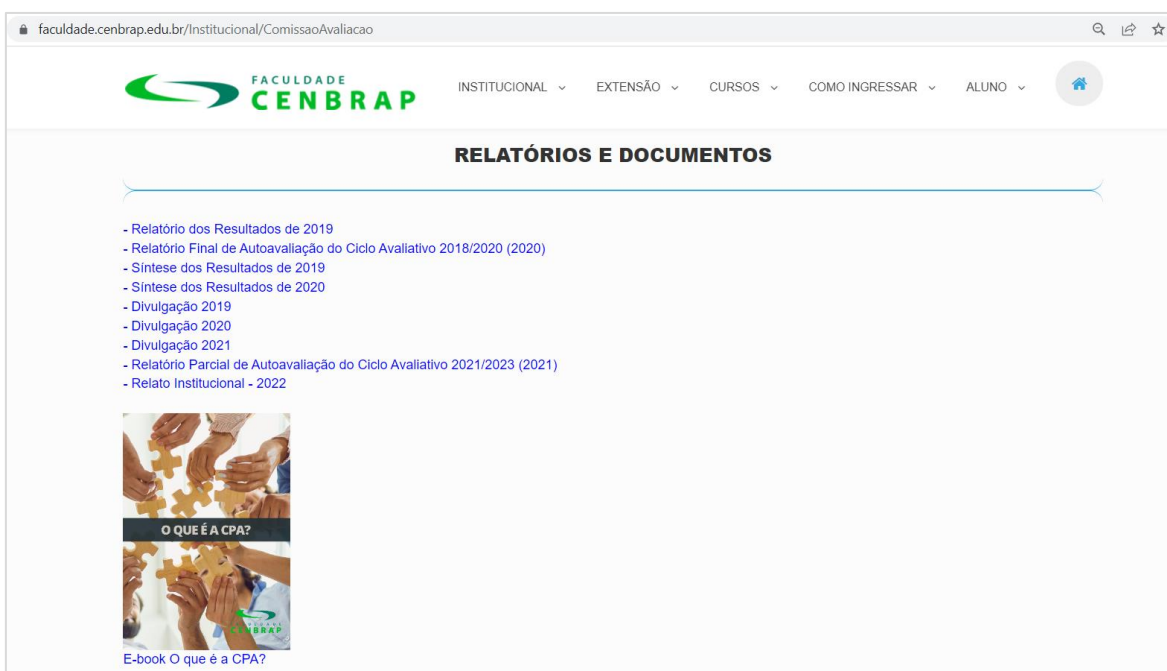 faculdade.cenbrap.edu.br/Institucional/ComissaoAvaliacao
FACULDADE
CENBRAP
INSTITUCIONAL
EXTENSÃO
CURSOS
COMO INGRESSAR
ALUNO
RELATÓRIOS E DOCUMENTOS
- Relatório dos Resultados de 2019
- Relatório Final de Autoavaliação do Ciclo Avaliativo 2018/2020 (2020)
- Síntese dos Resultados de 2019
- Síntese dos Resultados de 2020
- Divulgação 2019
- Divulgação 2020
- Divulgação 2021
- Relatório Parcial de Autoavaliação do Ciclo Avaliativo 2021/2023 (2021)
- Relato Institucional - 2022
O QUE É A CPA?
FACULDADE
CENBRAP
E-book O que é a CPA?